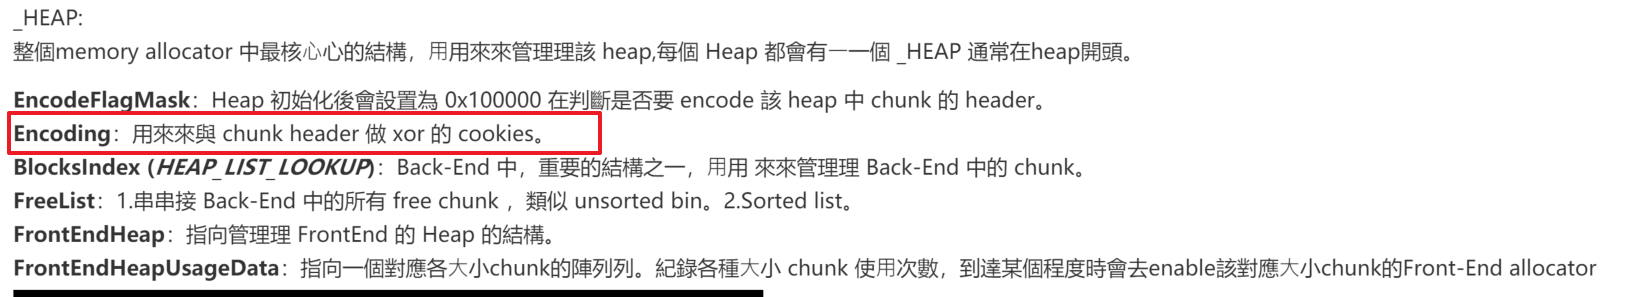 _HEAP:
整個memory allocator 中最核⼼心的結構，⽤用來來管理理該 heap,每個 Heap 都會有⼀一個 _HEAP 通常在heap開頭。
EncodeFlagMask：Heap 初始化後會設置為 0x100000 在判斷是否要 encode 該 heap 中 chunk 的 header。
Encoding：用來來與 chunk header 做 xor 的 cookies。
BlocksIndex (HEAP_LIST_LOOKUP)：Back-End 中，重要的結構之一，⽤用 來來管理理 Back-End 中的 chunk。
FreeList：1.串串接 Back-End 中的所有 free chunk ，類似 unsorted bin。2.Sorted list。
FrontEndHeap：指向管理理 FrontEnd 的 Heap 的結構。
FrontEndHeapUsageData：指向一個對應各⼤小chunk的陣列列。紀錄各種⼤小 chunk 使⽤次數，到達某個程度時會去enable該對應⼤小chunk的Front-End allocator